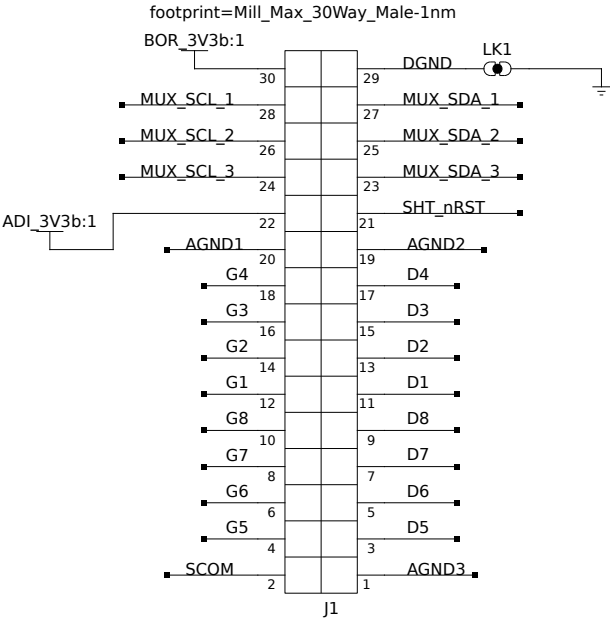 footprint=Mill_Max_30Way_Male-1nm
BOR_3V3b:1
LK1
DGND
30
29
MUX_SCL_1
MUX_SDA_1
28
27
MUX_SCL_2
MUX_SDA_2
26
25
MUX_SCL_3
MUX_SDA_3
24
23
ADI_3V3b:1
SHT_nRST
22
21
AGND1
AGND2
20
19
G4
D4
18
17
G3
D3
16
15
G2
D2
14
13
G1
D1
12
11
G8
D8
10
9
G7
D7
8
7
G6
D6
6
5
G5
D5
4
3
SCOM
AGND3
2
1
J1